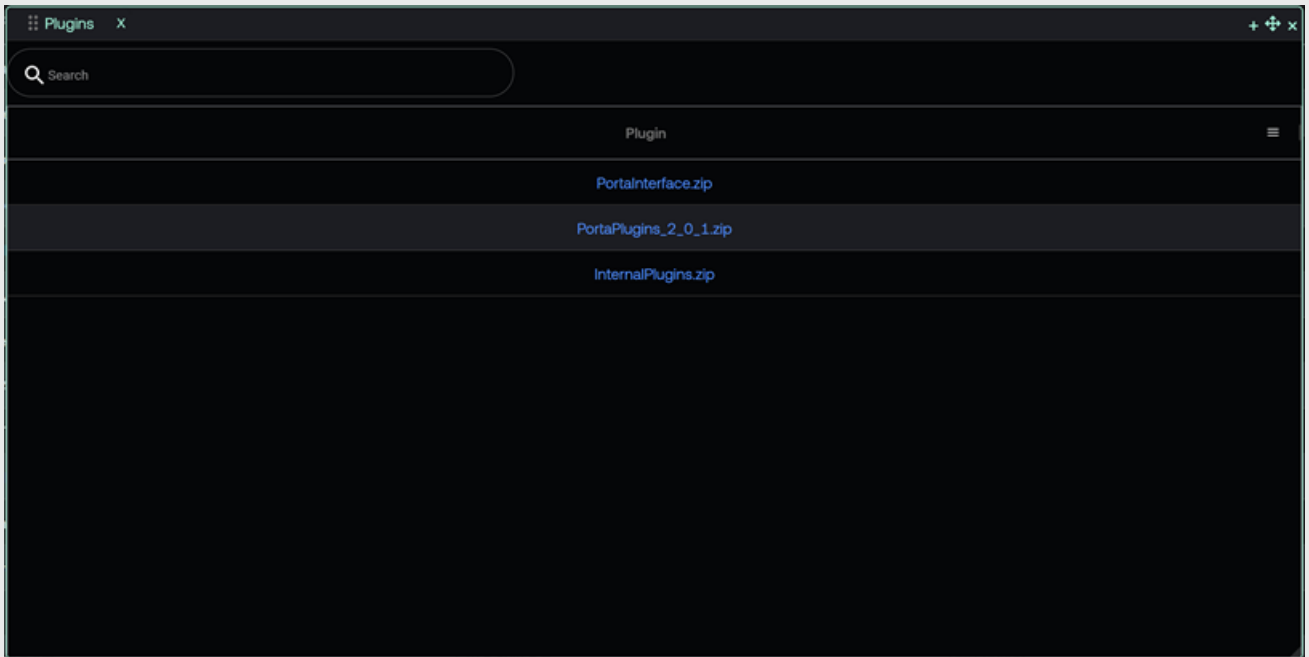 Plugins X
Search
Plugin
PortaInterface.zip
PortaPlugins_2_0_1.zip
InternalPlugins.zip